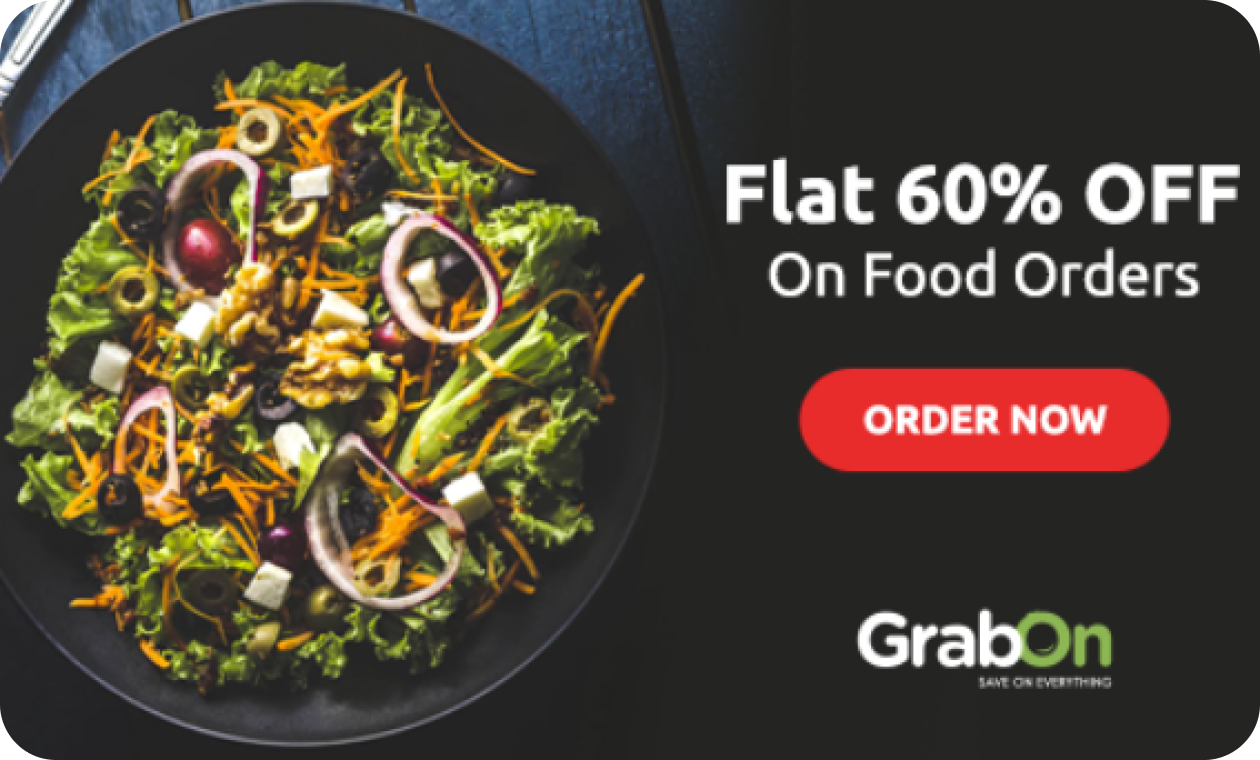 Flat 60% OFF
On Food Orders
ORDER NOW
GrabOn
SAVE ON EVERYTHING